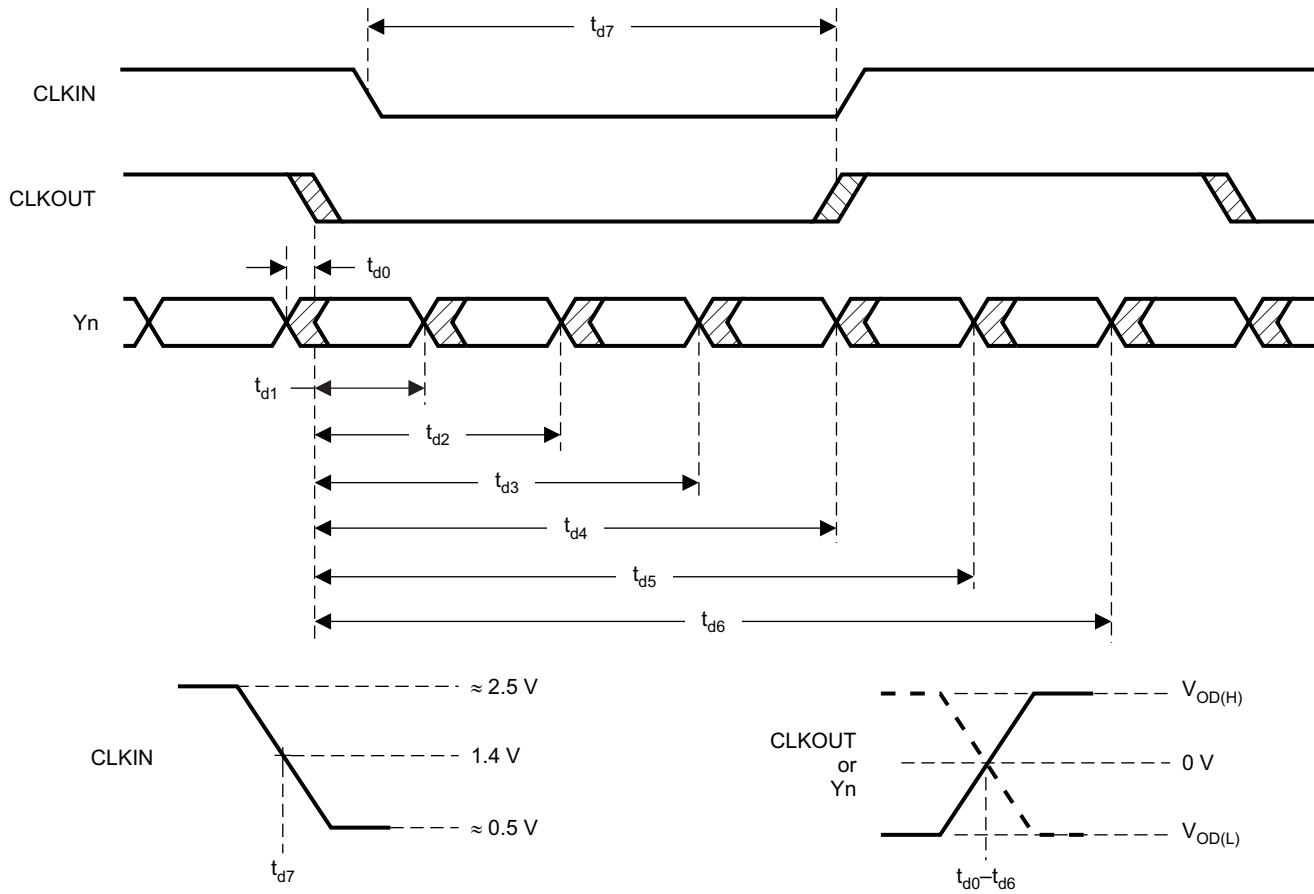 t_d7
CLKIN
CLKOUT
t_d0
Yn
t_d1
t_d2
t_d3
t_d4
t_d5
t_d6
≈ 2.5 V
CLKIN
1.4 V
≈ 0.5 V
t_d7
V_OD(H)
CLKOUT
or
Yn
0 V
V_OD(L)
t_d0–t_d6